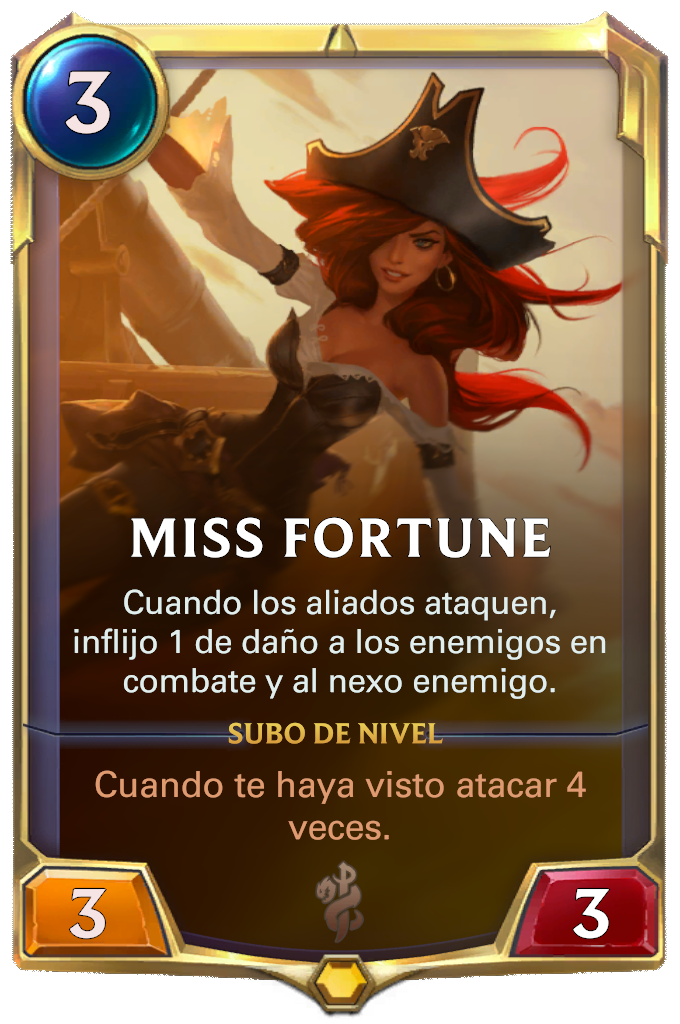 3
MISS FORTUNE
Cuando los aliados ataquen,
inflijo 1 de daño a los enemigos en
combate y al nexo enemigo.
SUBO DE NIVEL
Cuando te haya visto atacar 4
veces.
3
3